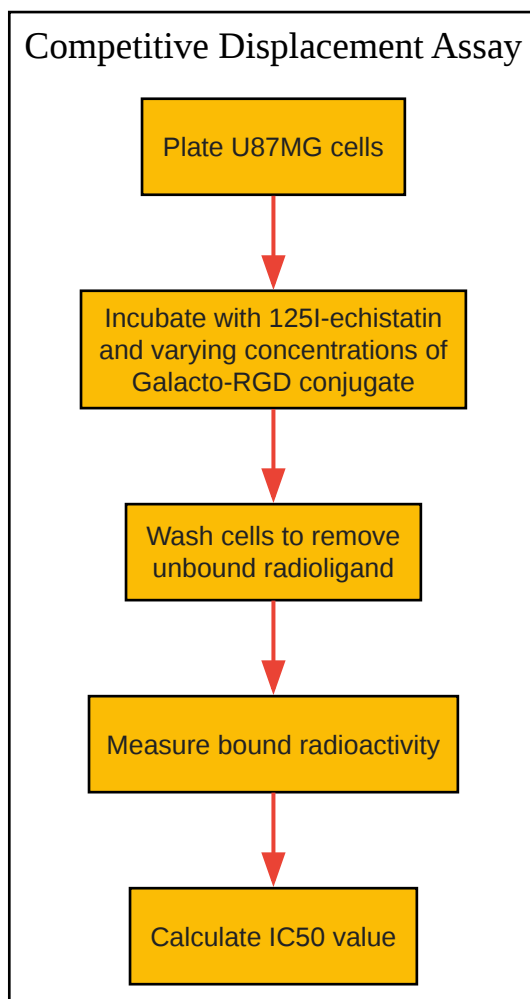 Competitive Displacement Assay
Plate U87MG cells
Incubate with 125I-echistatin
and varying concentrations of
Galacto-RGD conjugate
Wash cells to remove
unbound radioligand
Measure bound radioactivity
Calculate IC50 value